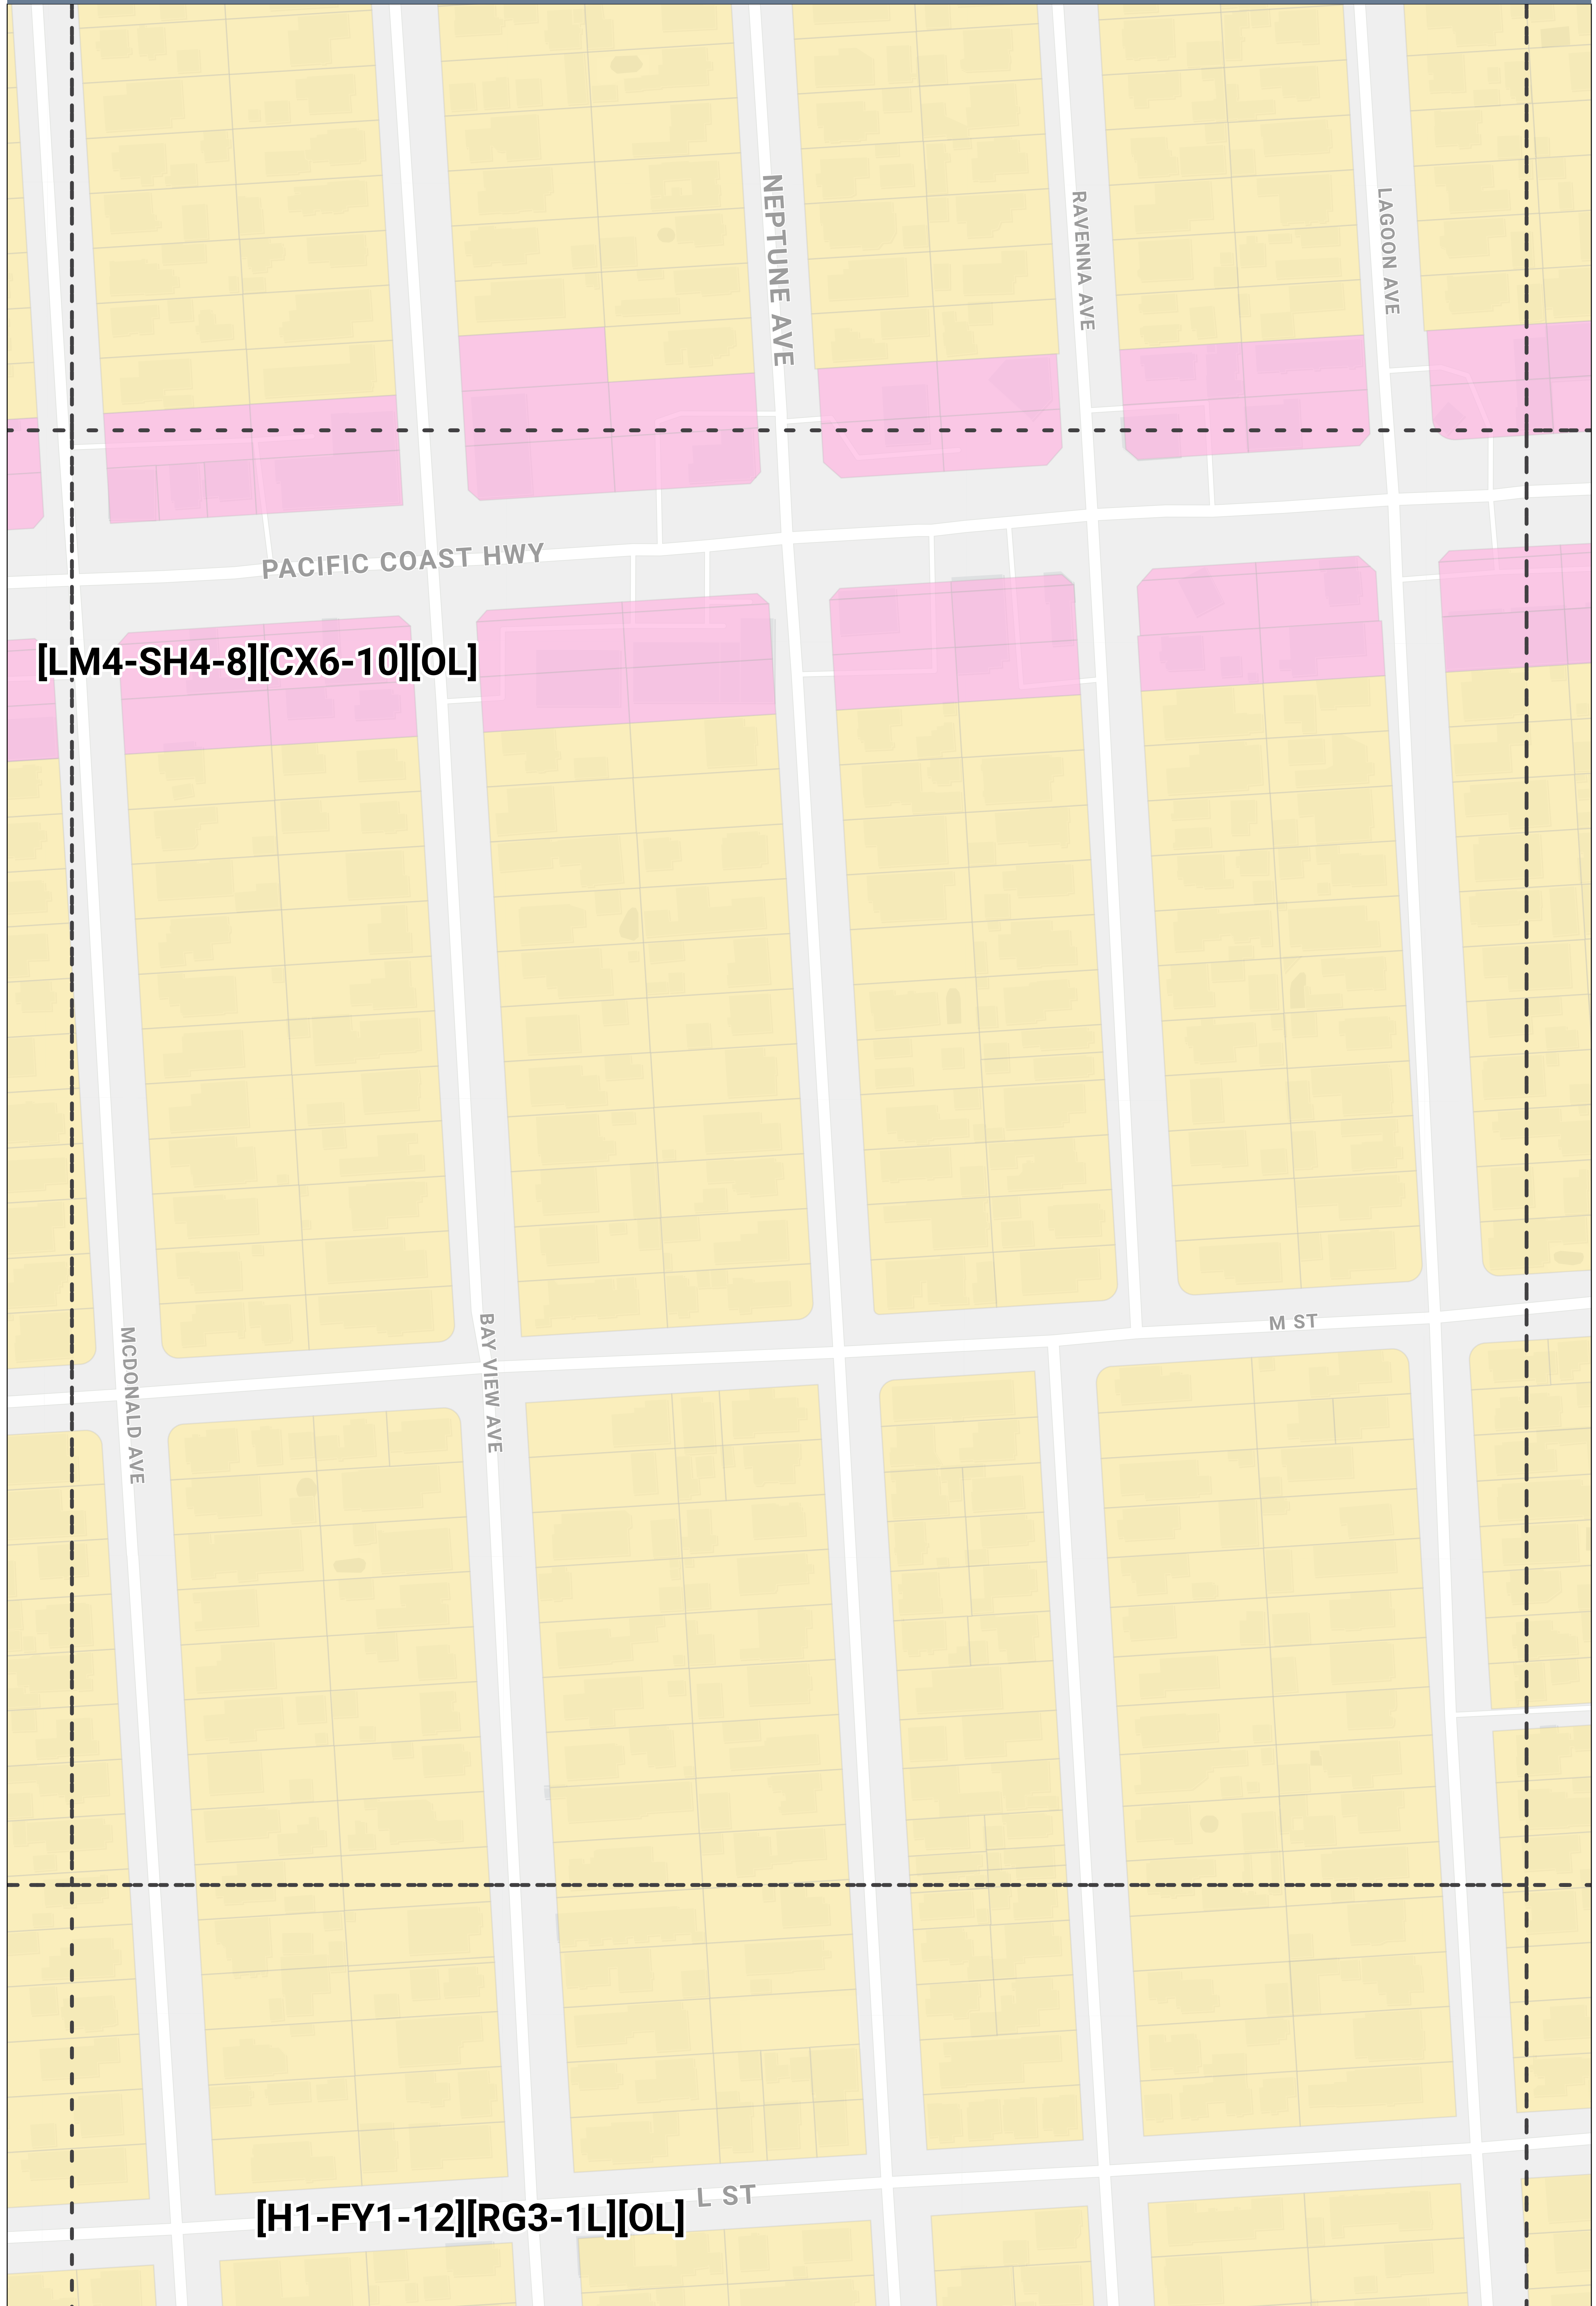 NEPTUNE AVE
RAVENNA AVE
LAGOON AVE
PACIFIC COAST HWY
[LM4-SH4-8][CX6-10][OL]
M ST
MCDONALD AVE
BAY VIEW AVE
L ST
[H1-FY1-12][RG3-1L][OL]